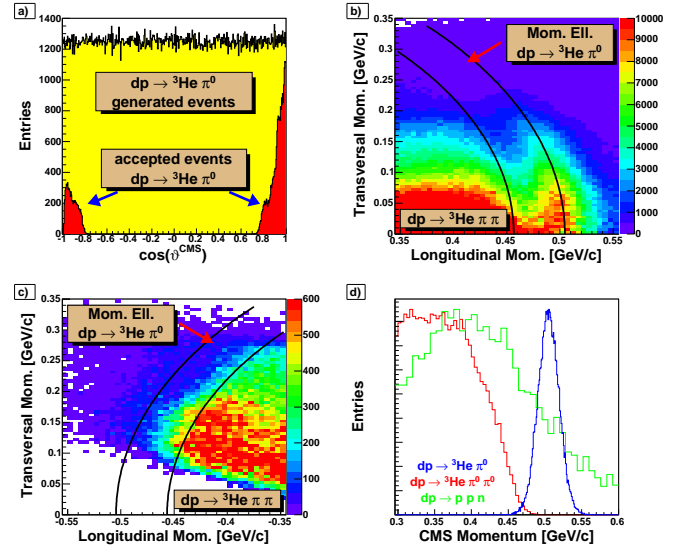 a)
1400
1200
1000
800
600
400
200
0
Entries
dp → ³He π⁰
generated events
accepted events
dp → ³He π⁰
-1 -0.8 -0.6 -0.4 -0.2 0 0.2 0.4 0.6 0.8 1
cos(ϑ^CMS)
b)
0.35
0.3
0.25
0.2
0.15
0.1
0.05
0
Transversal Mom. [GeV/c]
Mom. Ell.
dp → ³He π⁰
dp → ³He π π
0.35 0.4 0.45 0.5 0.55
Longitudinal Mom. [GeV/c]
10000
9000
8000
7000
6000
5000
4000
3000
2000
1000
0
c)
0.35
0.3
0.25
0.2
0.15
0.1
0.05
0
Transversal Mom. [GeV/c]
Mom. Ell.
dp → ³He π⁰
dp → ³He π π
-0.55 -0.5 -0.45 -0.4 -0.35
Longitudinal Mom. [GeV/c]
600
500
400
300
200
100
0
d)
Entries
dp → ³He π⁰
dp → ³He π⁰ π⁰
dp → p p n
0.3 0.35 0.4 0.45 0.5 0.55 0.6
CMS Momentum [GeV/c]